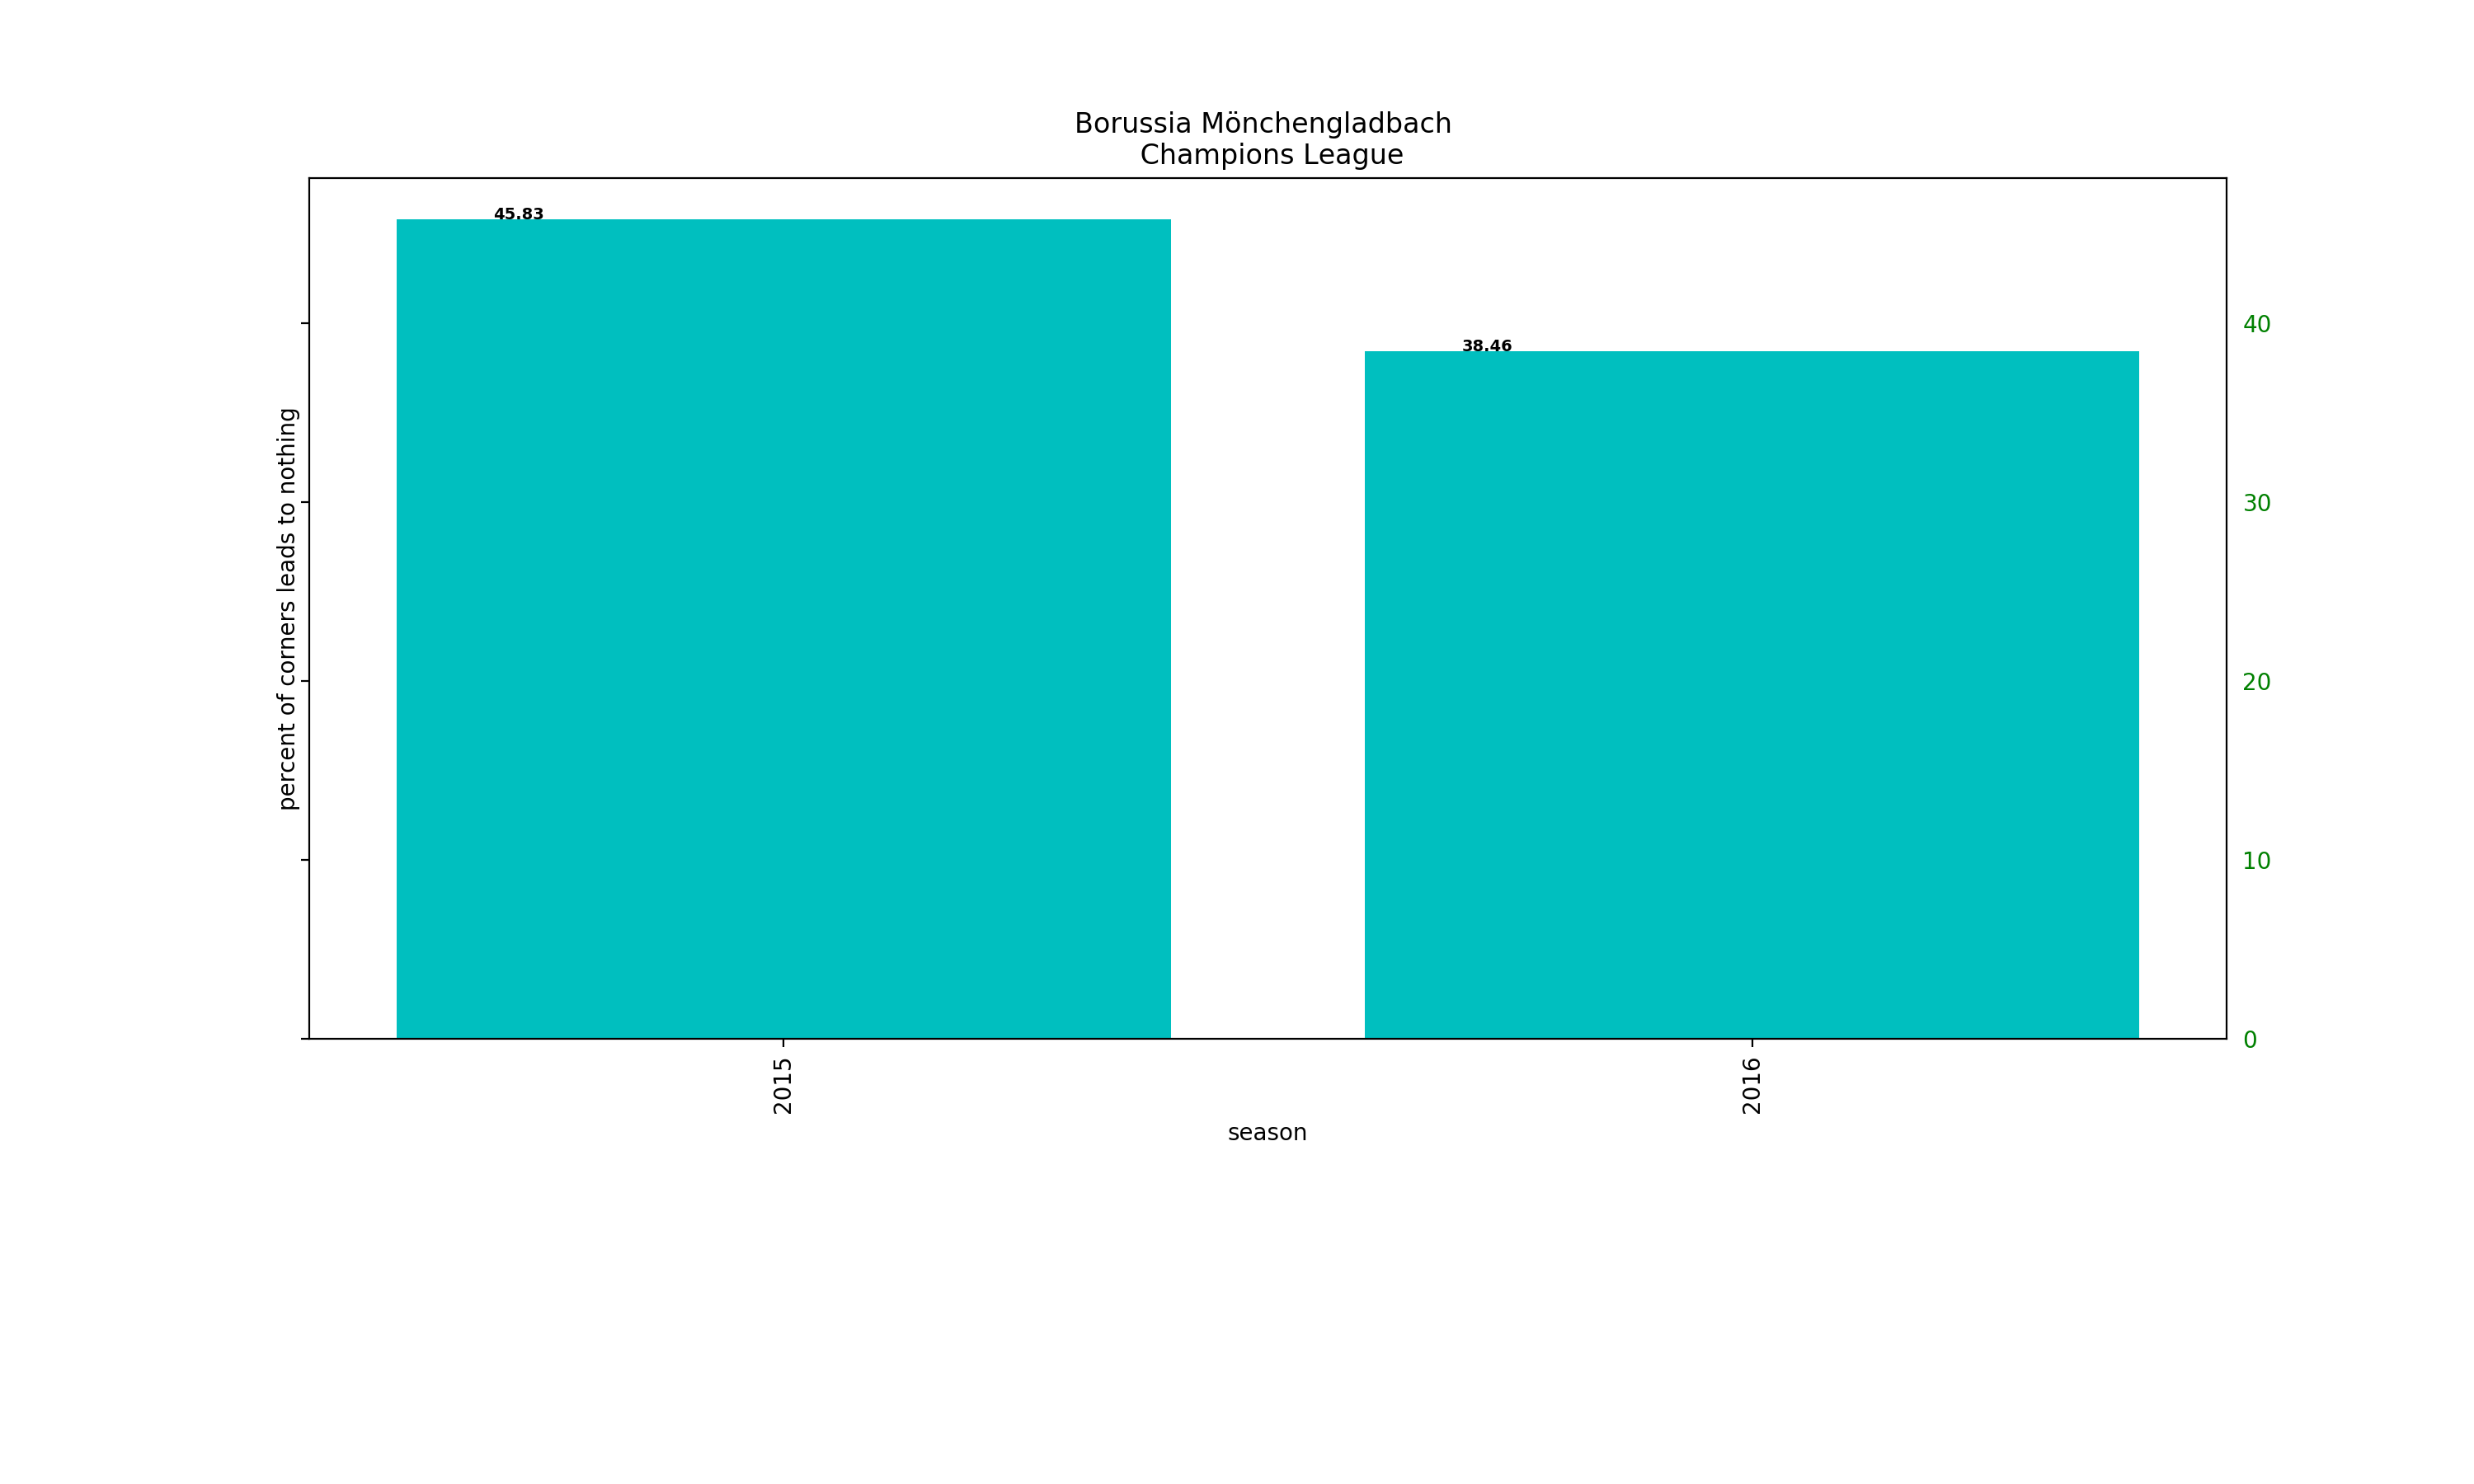 Borussia Mönchengladbach
Champions League
45.83
38.46
percent of corners leads to nothing
40
30
20
10
0
2015
2016
season